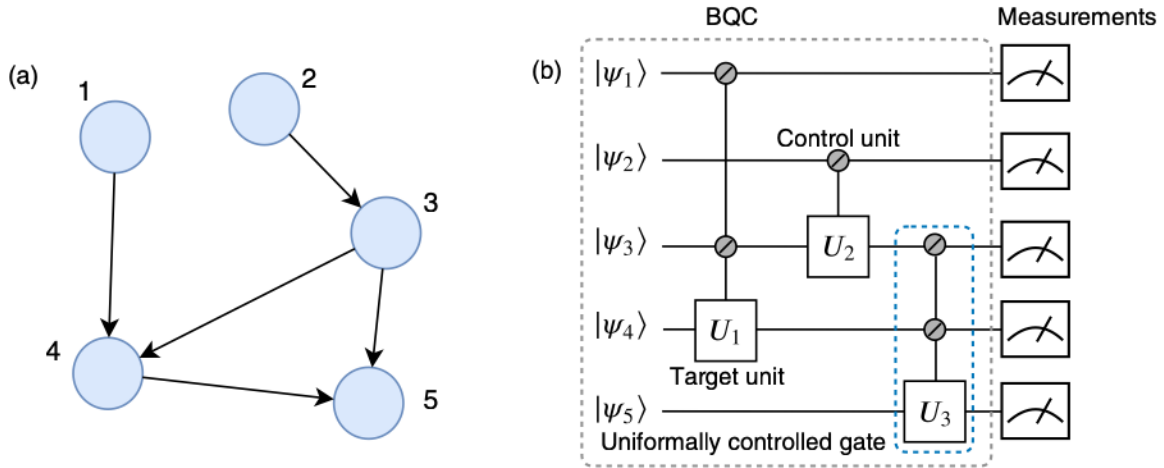 (a)
1
2
3
4
5
BQC
Measurements
(b)
|ψ₁⟩
|ψ₂⟩
Control unit
|ψ₃⟩
U₂
|ψ₄⟩
U₁
Target unit
|ψ₅⟩
U₃
Uniformally controlled gate